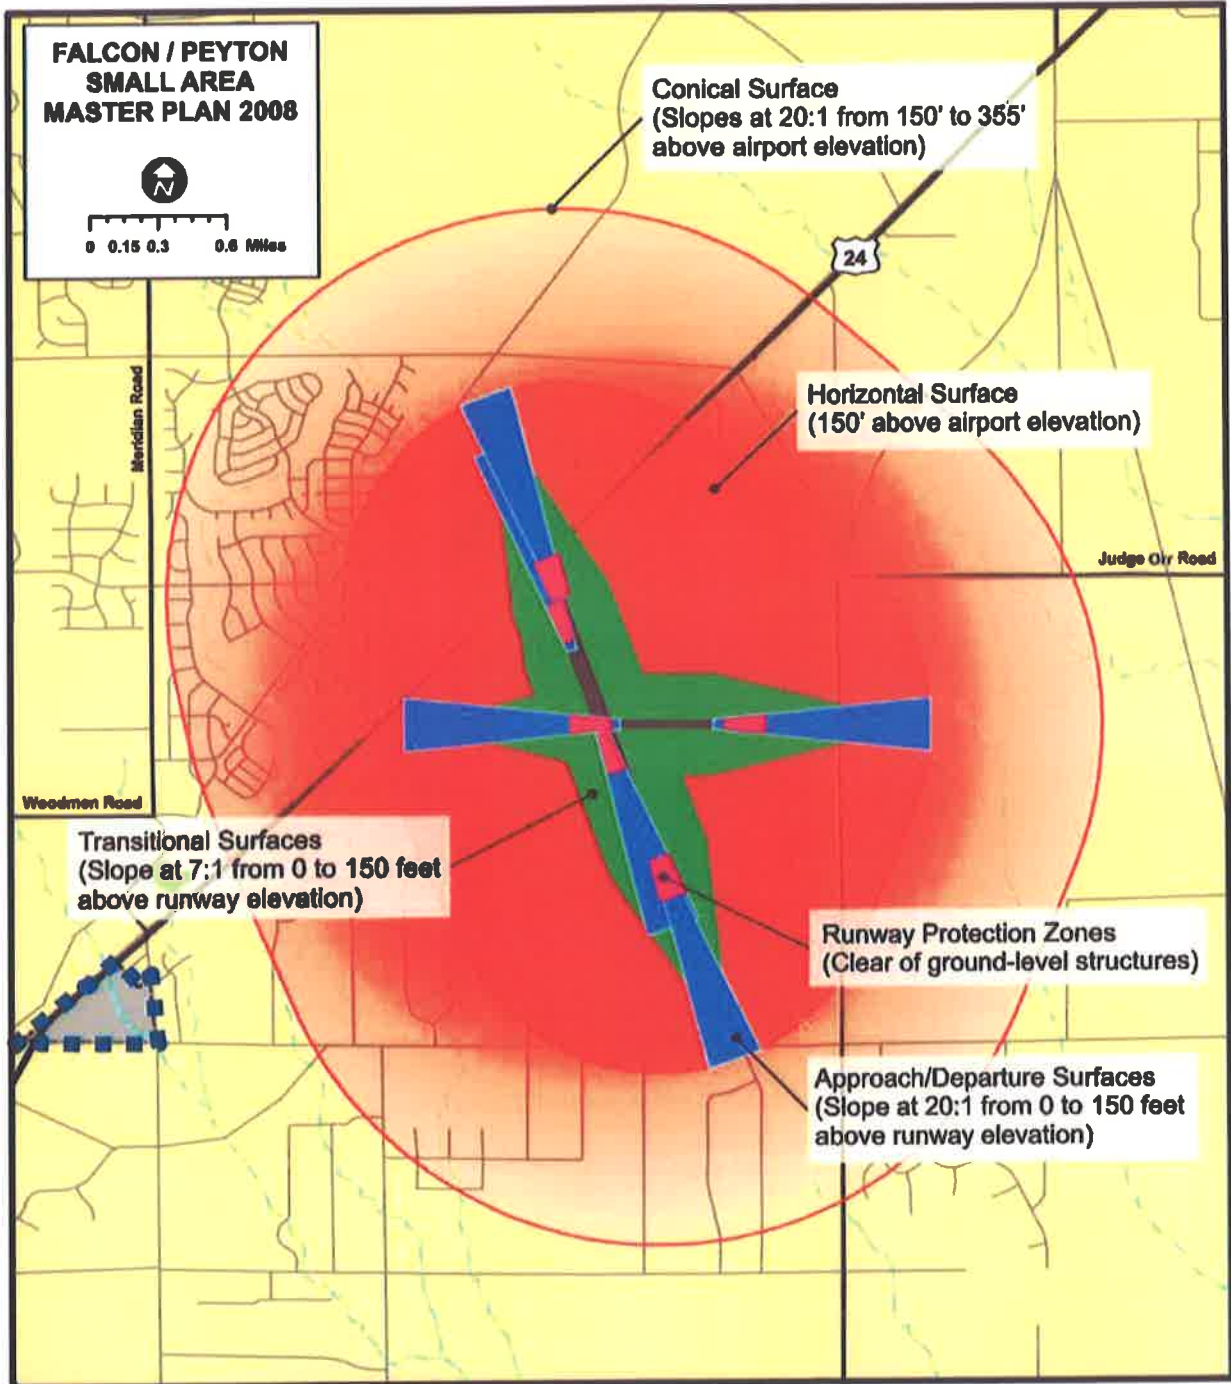 FALCON / PEYTON
SMALL AREA
MASTER PLAN 2008
N
0 0.15 0.3 0.6 Miles
Conical Surface
(Slopes at 20:1 from 150' to 355'
above airport elevation)
24
Horizontal Surface
(150' above airport elevation)
Meridian Road
Judge Orr Road
Woodmen Road
Transitional Surfaces
(Slope at 7:1 from 0 to 150 feet
above runway elevation)
Runway Protection Zones
(Clear of ground-level structures)
Approach/Departure Surfaces
(Slope at 20:1 from 0 to 150 feet
above runway elevation)